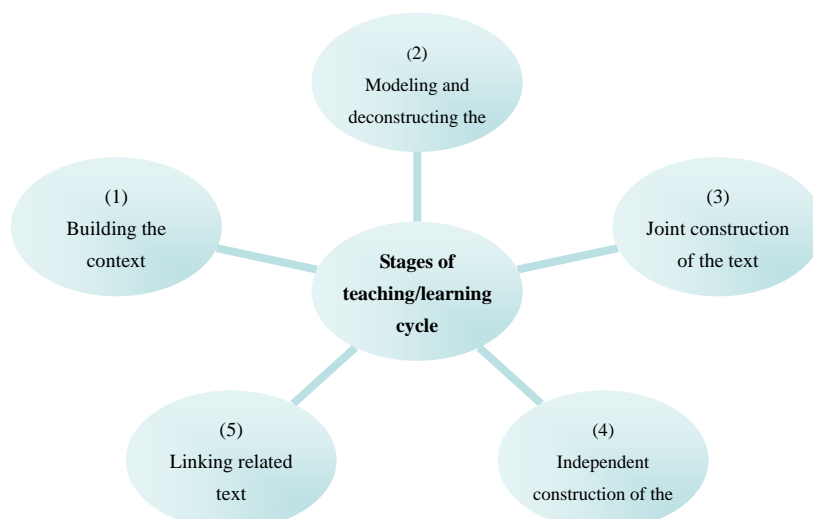 (1)
Building the
context
(2)
Modeling and
deconstructing the
(3)
Joint construction
of the text
Stages of
teaching/learning
cycle
(4)
Independent
construction of the
(5)
Linking related
text